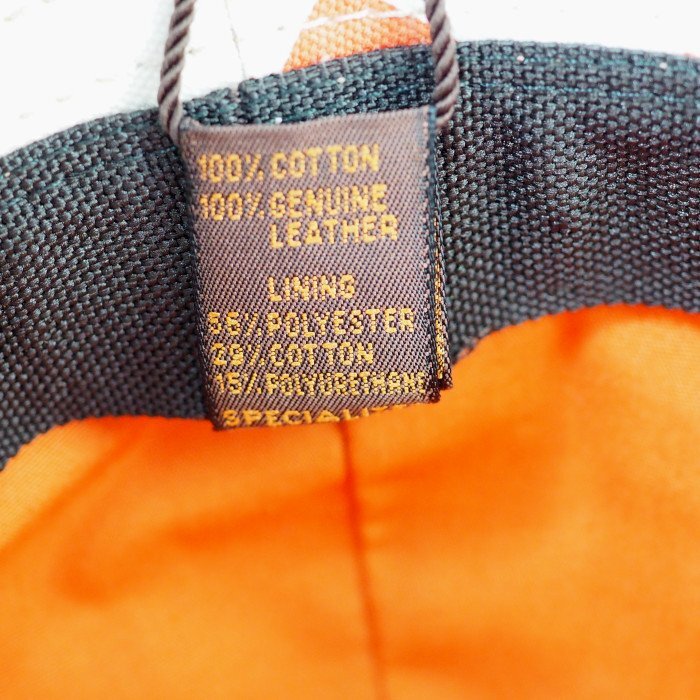 100% COTTON
100% GENUINE
LEATHER
LINING
56% POLYESTER
29% COTTON
15% POLYURETHANE